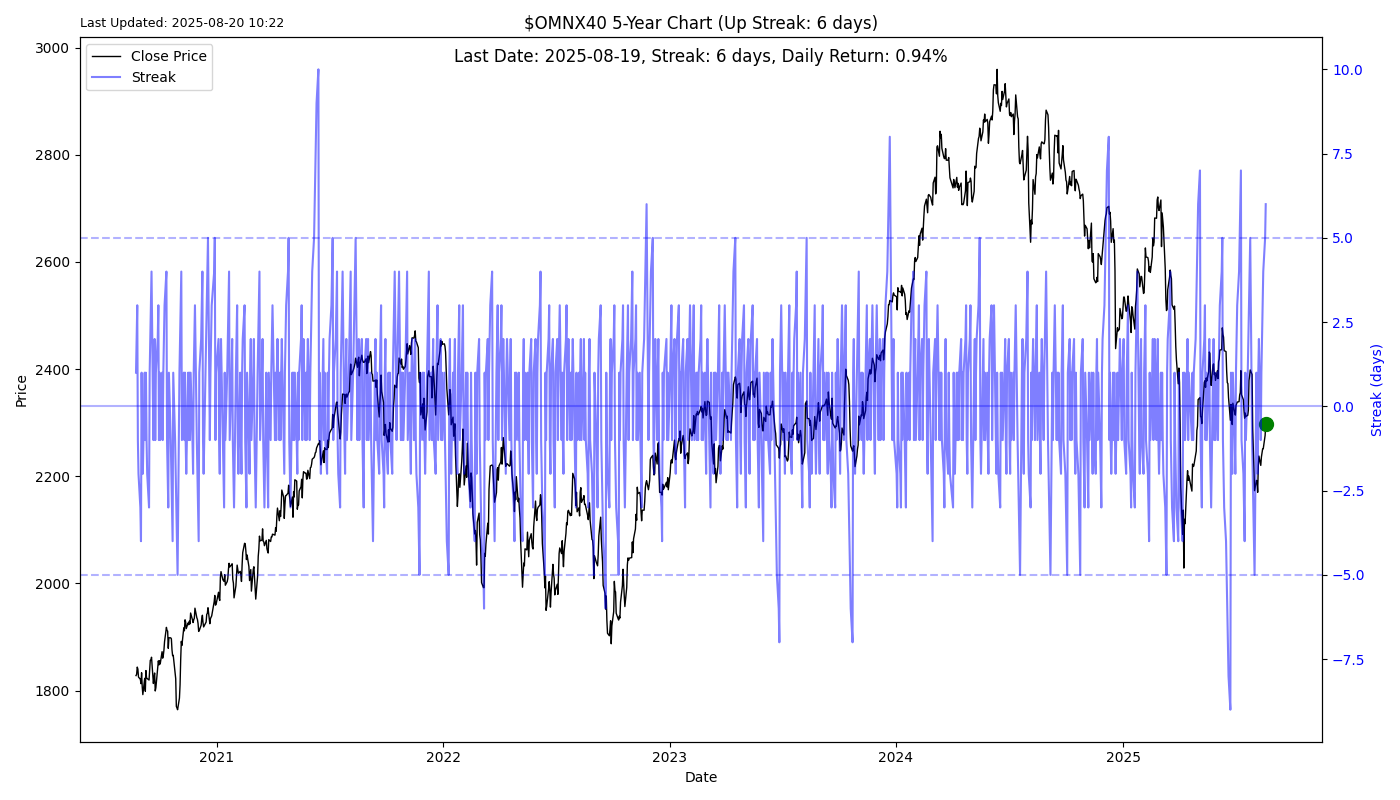 Last Updated: 2025-08-20 10:22
$OMNX40 5-Year Chart (Up Streak: 6 days)
Last Date: 2025-08-19, Streak: 6 days, Daily Return: 0.94%
Close Price
Streak
Price
3000
2800
2600
2400
2200
2000
1800
10.0
7.5
5.0
2.5
0.0
−2.5
−5.0
−7.5
Streak (days)
2021
2022
2023
2024
2025
Date